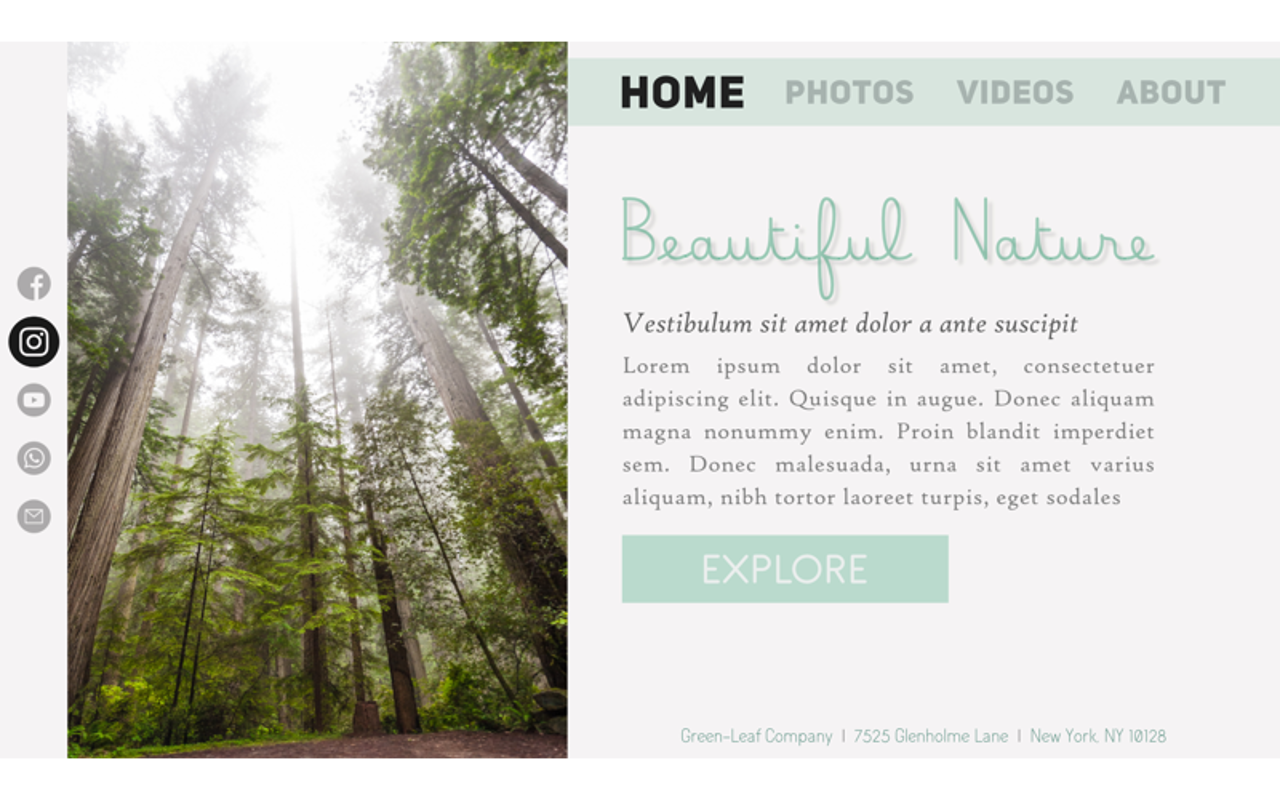 HOME PHOTOS VIDEOS ABOUT
Beautiful Nature
Vestibulum sit amet dolor a ante suscipit
Lorem ipsum dolor sit amet, consectetuer
adipiscing elit. Quisque in augue. Donec aliquam
magna nonummy enim. Proin blandit imperdiet
sem. Donec malesuada, urna sit amet varius
aliquam, nibh tortor laoreet turpis, eget sodales
EXPLORE
Green-Leaf Company | 7525 Glenholme Lane | New York, NY 10128